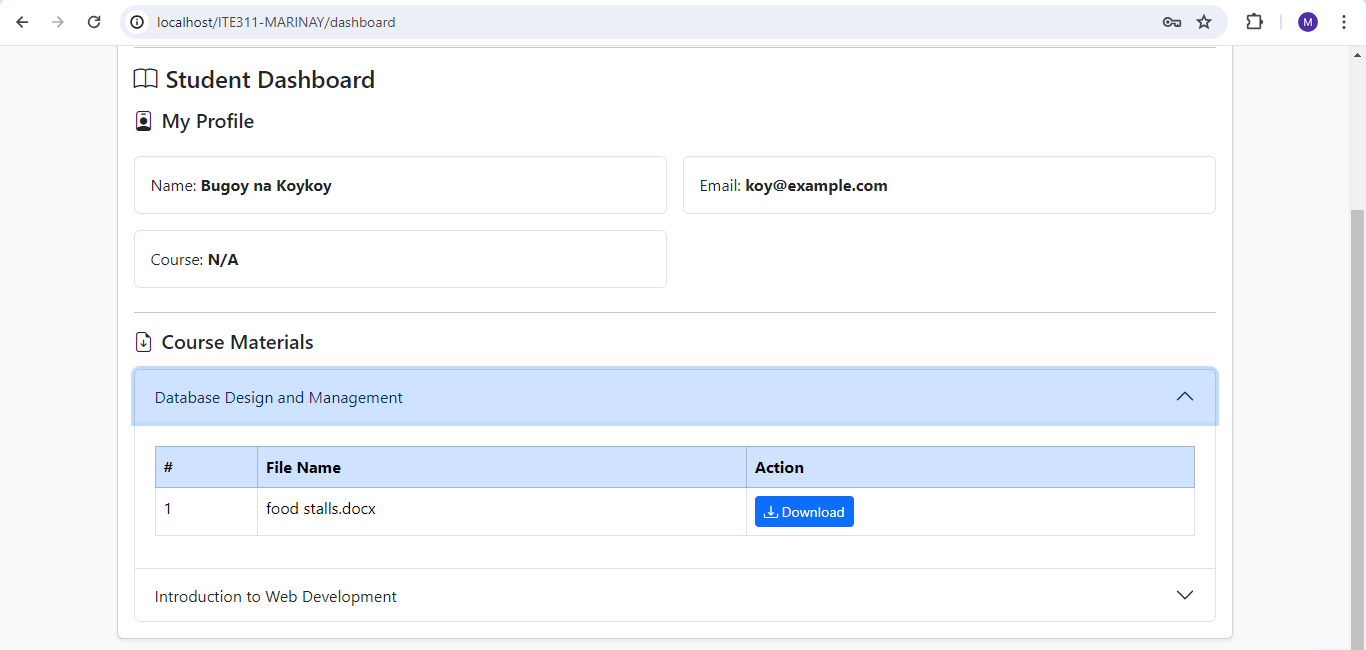 localhost/ITE311-MARINAY/dashboard
M
Student Dashboard
My Profile
Name: Bugoy na Koykoy
Email: koy@example.com
Course: N/A
Course Materials
Database Design and Management
# File Name Action
1 food stalls.docx Download
Introduction to Web Development